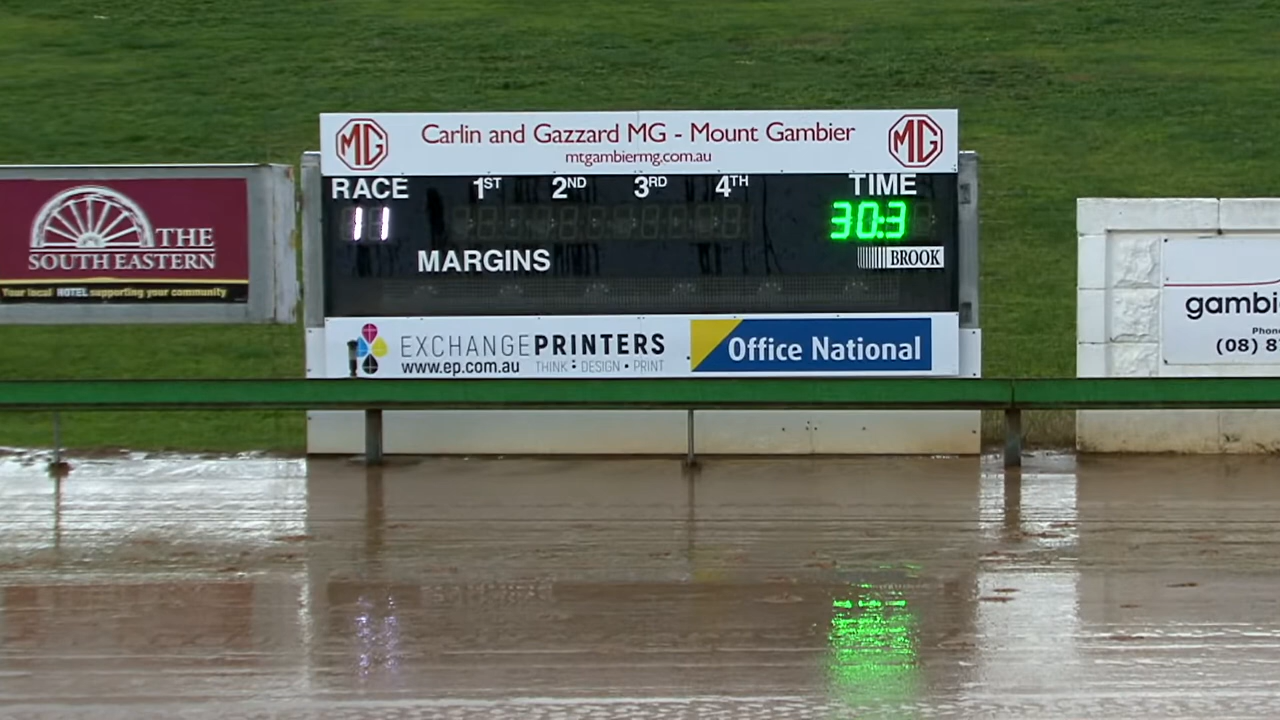 MG Carlin and Gazzard MG - Mount Gambier MG
mtgambiermg.com.au
RACE 1ST 2ND 3RD 4TH TIME
11 30:3
MARGINS BROOK
THE
SOUTH EASTERN
Your local HOTEL supporting your community
EXCHANGEPRINTERS
www.ep.com.au THINK : DESIGN • PRINT
Office National
(08) 8